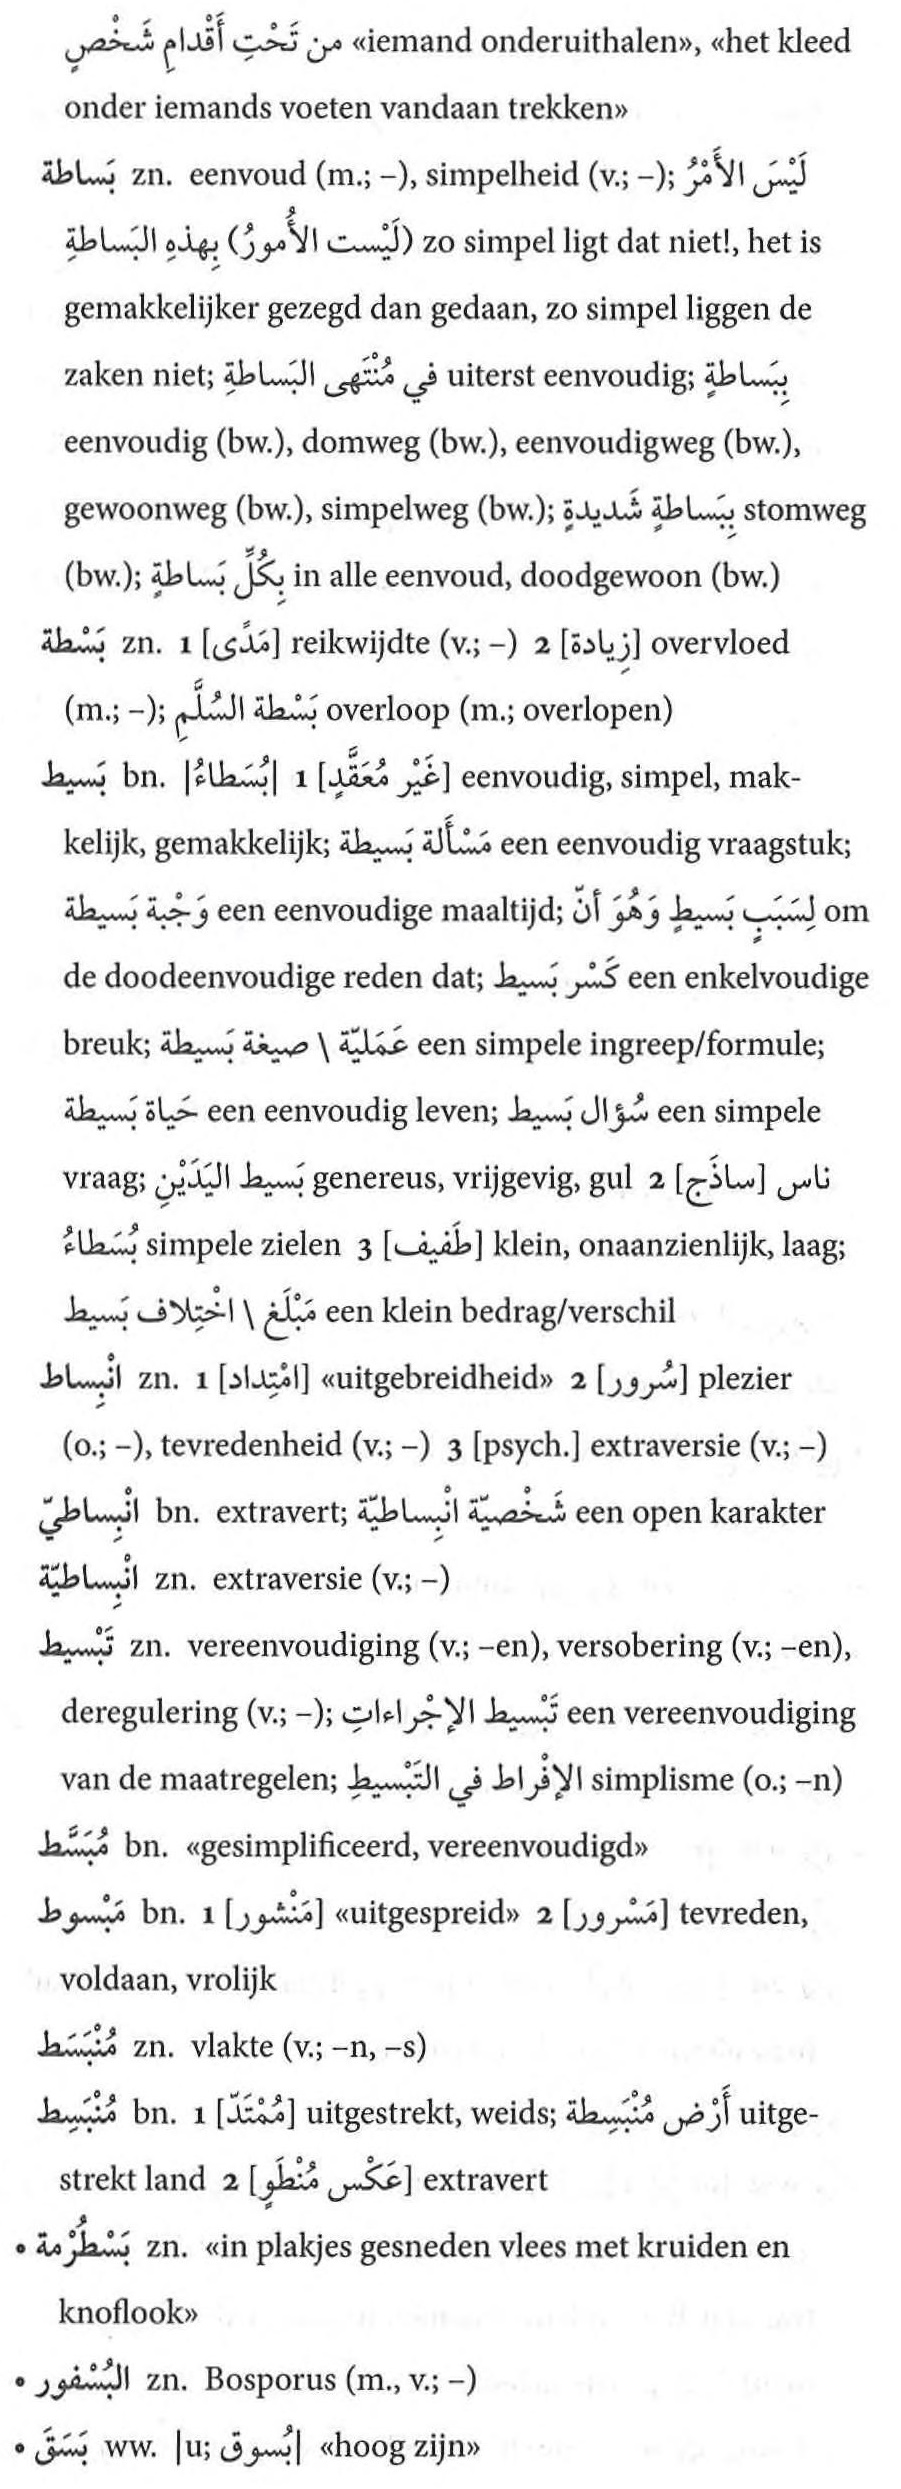 من تَحْتِ أَقْدامِ شَخْصٍ «iemand onderuithalen», «het kleed
onder iemands voeten vandaan trekken»
بَساطة zn. eenvoud (m.; –), simpelheid (v.; –); لَيْسَ الأَمْرُ
(لَيْست الأُمورُ) بِهذِهِ البَساطةِ zo simpel ligt dat niet!, het is
gemakkelijker gezegd dan gedaan, zo simpel liggen de
zaken niet; في مُنْتَهى البَساطةِ uiterst eenvoudig; بِبَساطةٍ
eenvoudig (bw.), domweg (bw.), eenvoudigweg (bw.),
gewoonweg (bw.), simpelweg (bw.); بِبَساطةٍ شَديدةٍ stomweg
(bw.); بِكُلِّ بَساطةٍ in alle eenvoud, doodgewoon (bw.)
بَسْطة zn. 1 [مَدًى] reikwijdte (v.; –) 2 [زِيادة] overvloed
(m.; –); بَسْطة السُّلَّمِ overloop (m.; overlopen)
بَسيط bn. |بُسَطاءُ| 1 [غَيْر مُعَقَّدٍ] eenvoudig, simpel, mak-
kelijk, gemakkelijk; مَسْأَلة بَسيطة een eenvoudig vraagstuk;
وَجْبة بَسيطة een eenvoudige maaltijd; لِسَبَبٍ بَسيطٍ وَهُوَ أنّ om
de doodeenvoudige reden dat; كَسْر بَسيط een enkelvoudige
breuk; عَمَليّة \ صيغة بَسيطة een simpele ingreep/formule;
حَياة بَسيطة een eenvoudig leven; سُؤال بَسيط een simpele
vraag; بَسيط اليَدَيْنِ genereus, vrijgevig, gul 2 [ساذَج] ناس
بُسَطاءُ simpele zielen 3 [طَفيف] klein, onaanzienlijk, laag;
مَبْلَغ \ اخْتِلاف بَسيط een klein bedrag/verschil
انْبِساط zn. 1 [امْتِداد] «uitgebreidheid» 2 [سُرور] plezier
(o.; –), tevredenheid (v.; –) 3 [psych.] extraversie (v.; –)
انْبِساطيّ bn. extravert; شَخْصيّة انْبِساطيّة een open karakter
انْبِساطيّة zn. extraversie (v.; –)
تَبْسيط zn. vereenvoudiging (v.; –en), versobering (v.; –en),
deregulering (v.; –); تَبْسيط الإجْراءاتِ een vereenvoudiging
van de maatregelen; الإفْراط في التَبْسيطِ simplisme (o.; –n)
مُبَسَّط bn. «gesimplificeerd, vereenvoudigd»
مَبْسوط bn. 1 [مَنْشور] «uitgespreid» 2 [مَسْرور] tevreden,
voldaan, vrolijk
مُنْبَسَط zn. vlakte (v.; –n, –s)
مُنْبَسِط bn. 1 [مُمْتَدّ] uitgestrekt, weids; أَرْض مُنْبَسِطة uitge-
strekt land 2 [عَكْس مُنْطَوٍ] extravert
• بَسْطُرْمة zn. «in plakjes gesneden vlees met kruiden en
knoflook»
• البُسْفور zn. Bosporus (m., v.; –)
• بَسَقَ ww. |u; بُسوق| «hoog zijn»